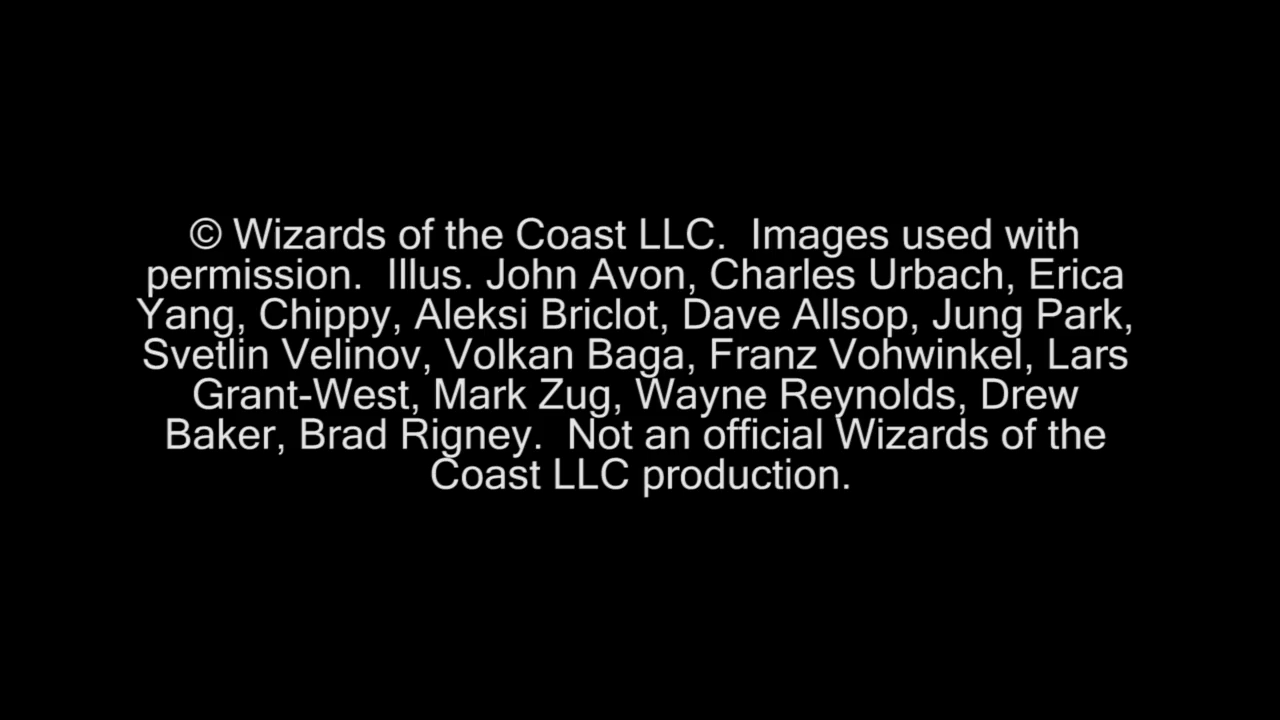 © Wizards of the Coast LLC.  Images used with
permission.  Illus. John Avon, Charles Urbach, Erica
Yang, Chippy, Aleksi Briclot, Dave Allsop, Jung Park,
Svetlin Velinov, Volkan Baga, Franz Vohwinkel, Lars
Grant-West, Mark Zug, Wayne Reynolds, Drew
Baker, Brad Rigney.  Not an official Wizards of the
Coast LLC production.